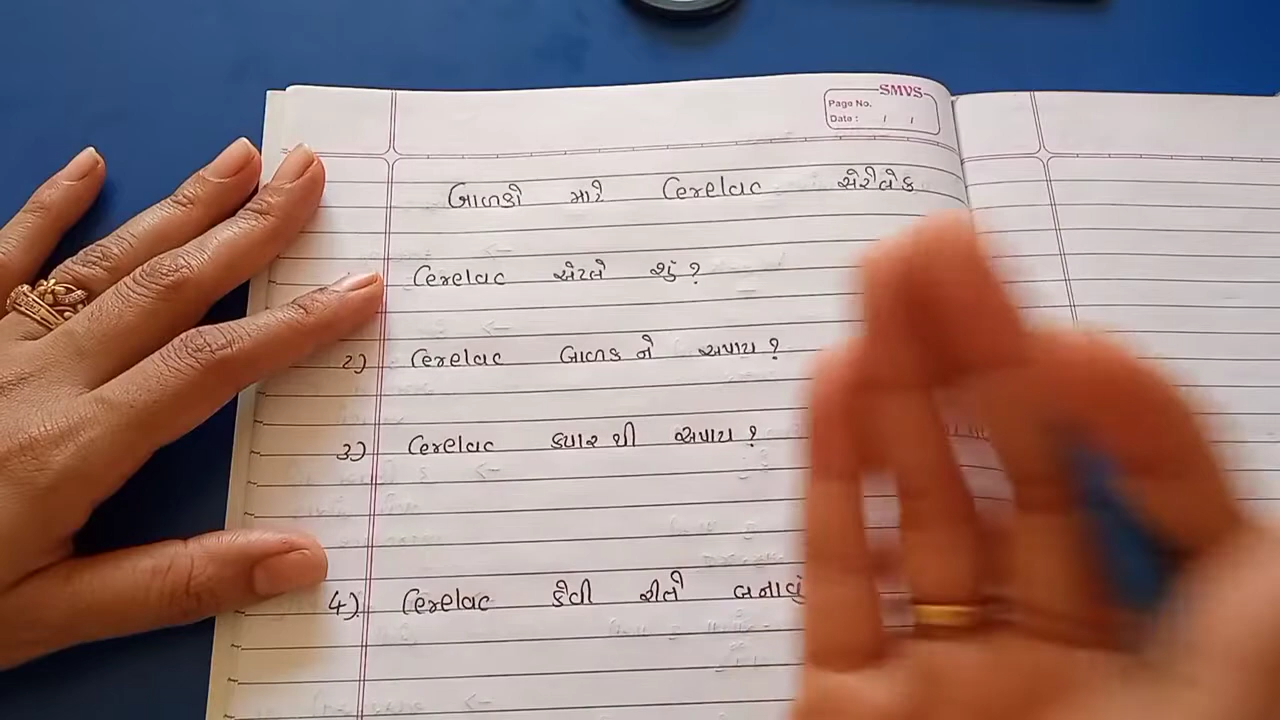 SMVS
Page No.
Date : / /
બાળકો માટે Cerelac સેરેલેક
Cerelac એટલે શું?
2) Cerelac બાળક ને અપાય?
3) Cerelac ક્યાર થી અપાય?
4) Cerelac કેવી રીતે બનાવું